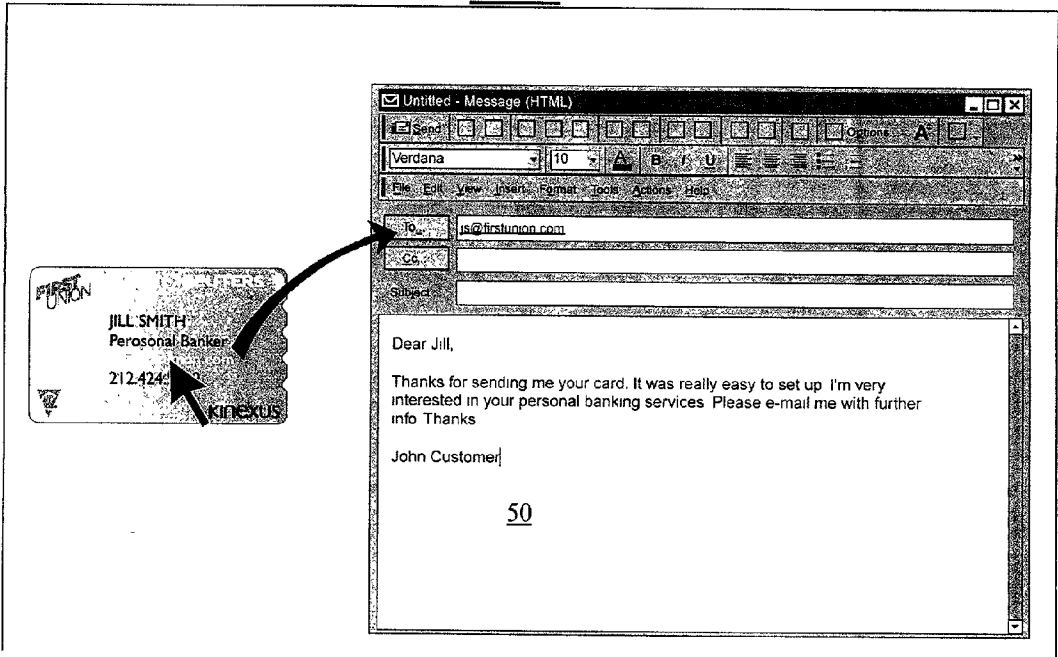 FIRST
UNION
JILL SMITH
Perosonal Banker
212.424
KINEXUS
Untitled - Message (HTML)
Send
Options
A
Verdana
10
A B I U
File Edit View Insert Format Tools Actions Help
To...
js@firstunion.com
Cc...
Subject
Dear Jill,
Thanks for sending me your card. It was really easy to set up I'm very
interested in your personal banking services Please e-mail me with further
info Thanks
John Customer
50